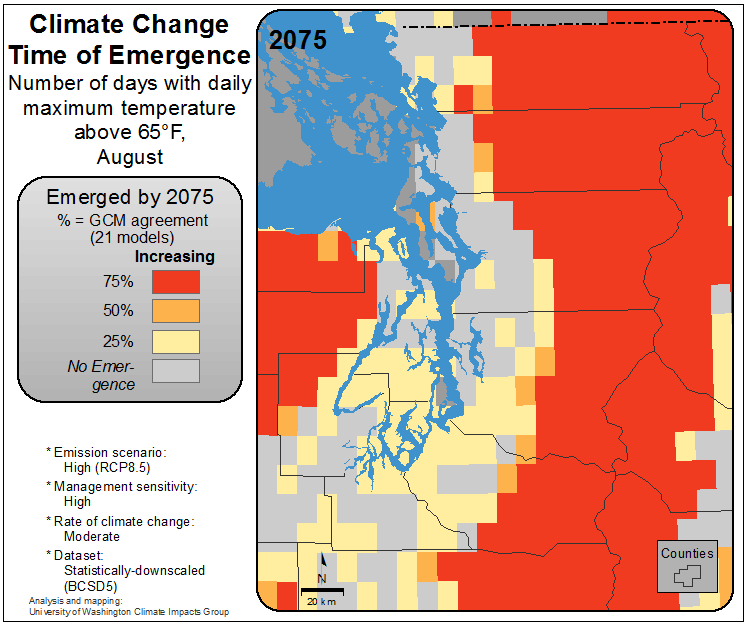 Climate Change
Time of Emergence
Number of days with daily
maximum temperature
above 65°F,
August
Emerged by 2075
% = GCM agreement
(21 models)
Increasing
75%
50%
25%
No Emer-
gence
* Emission scenario:
High (RCP8.5)
* Management sensitivity:
High
* Rate of climate change:
Moderate
* Dataset:
Statistically-downscaled
(BCSD5)
Analysis and mapping:
University of Washington Climate Impacts Group
2075
Counties
N
20 km